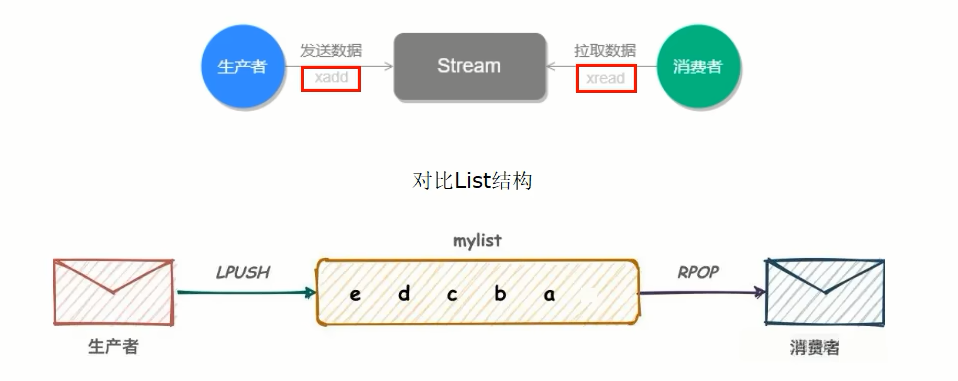 生产者
发送数据
xadd
Stream
拉取数据
xread
消费者
对比List结构
mylist
LPUSH
e d c b a
RPOP
生产者
消费者